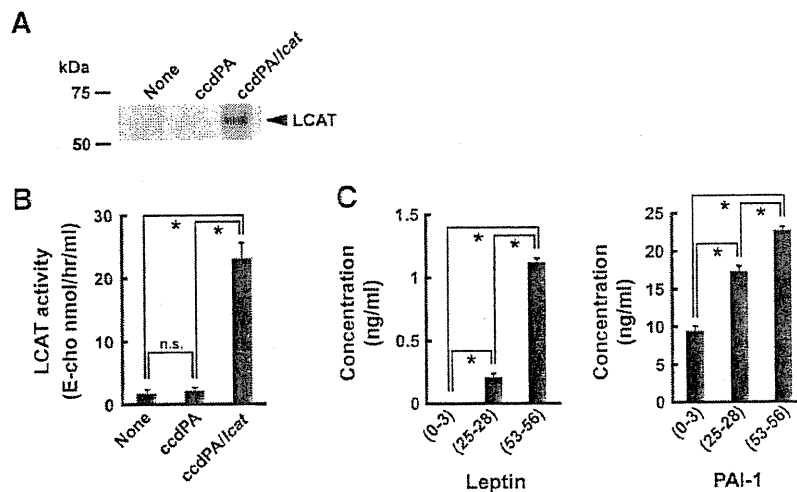 A
kDa
None
ccdPA
ccdPA/lcat
75
LCAT
50
B
LCAT activity
(E-cho nmol/hr/ml)
30
20
10
0
*
*
n.s.
None
ccdPA
ccdPA/lcat
C
Concentration
(ng/ml)
1.5
1
0.5
0
*
*
*
(0-3)
(25-28)
(53-56)
Leptin
Concentration
(ng/ml)
25
20
15
10
5
0
*
*
*
(0-3)
(25-28)
(53-56)
PAI-1